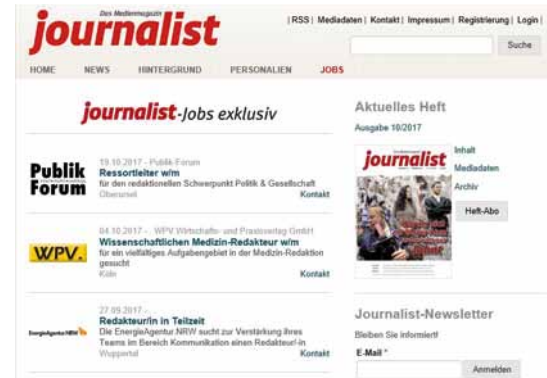 Das Medienmagazin
journalist
| RSS | Mediadaten | Kontakt | Impressum | Registrierung | Login |
Suche
HOME NEWS HINTERGRUND PERSONALIEN JOBS
journalist-Jobs exklusiv
Publik
Forum
19.10.2017 - Publik-Forum
Ressortleiter w/m
für den redaktionellen Schwerpunkt Politik & Gesellschaft
Oberursel Kontakt
WPV.
04.10.2017 - . WPV Wirtschafts- und Praxisverlag GmbH
Wissenschaftlichen Medizin-Redakteur w/m
für ein vielfältiges Aufgabengebiet in der Medizin-Redaktion
gesucht
Köln Kontakt
EnergieAgentur.NRW
27.09.2017 - .
Redakteur/in in Teilzeit
Die EnergieAgentur.NRW sucht zur Verstärkung ihres
Teams im Bereich Kommunikation einen Redakteur/-in
Wuppertal Kontakt
Aktuelles Heft
Ausgabe 10/2017
journalist
Inhalt
Mediadaten
Archiv
Heft-Abo
Journalist-Newsletter
Bleiben Sie informiert!
E-Mail *
Anmelden